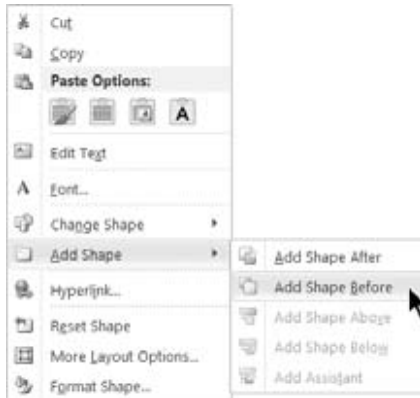 Cut
Copy
Paste Options:
A
Edit Text
A Font...
Change Shape
Add Shape
Add Shape After
Hyperlink...
Add Shape Before
Reset Shape
Add Shape Above
More Layout Options...
Add Shape Below
Format Shape...
Add Assistant